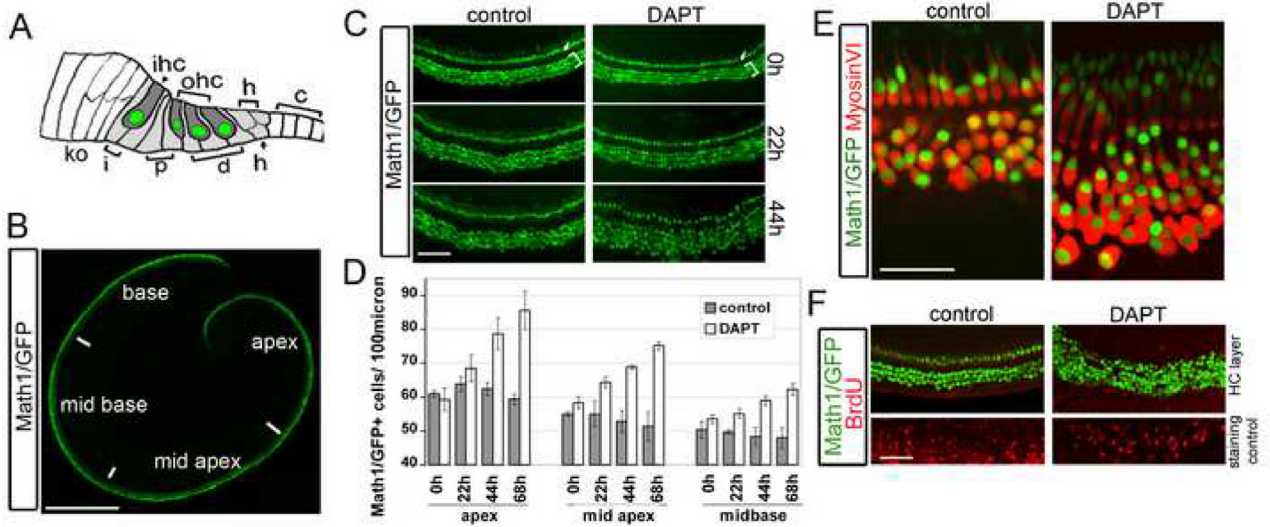 A
ihc
ohc
h
c
ko
i
p
d
h
B
Math1/GFP
base
apex
mid base
mid apex
C
control
DAPT
Math1/GFP
0h
22h
44h
D
Math1/GFP+ cells/ 100micron
90
80
70
60
50
40
control
DAPT
0h
22h
44h
68h
0h
22h
44h
68h
0h
22h
44h
68h
apex
mid apex
midbase
E
control
DAPT
Math1/GFP MyosinVI
F
control
DAPT
Math1/GFP
BrdU
HC layer
staining
control